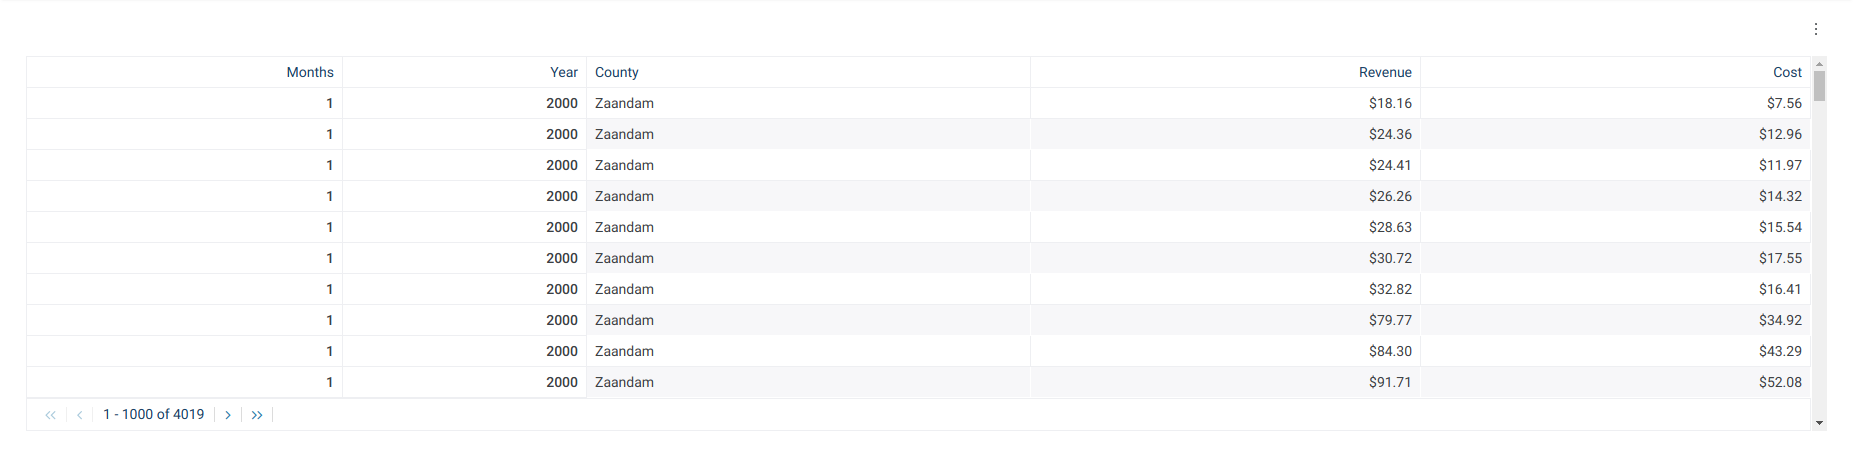 Months Year County Revenue Cost
1 2000 Zaandam $18.16 $7.56
1 2000 Zaandam $24.36 $12.96
1 2000 Zaandam $24.41 $11.97
1 2000 Zaandam $26.26 $14.32
1 2000 Zaandam $28.63 $15.54
1 2000 Zaandam $30.72 $17.55
1 2000 Zaandam $32.82 $16.41
1 2000 Zaandam $79.77 $34.92
1 2000 Zaandam $84.30 $43.29
1 2000 Zaandam $91.71 $52.08
1 - 1000 of 4019